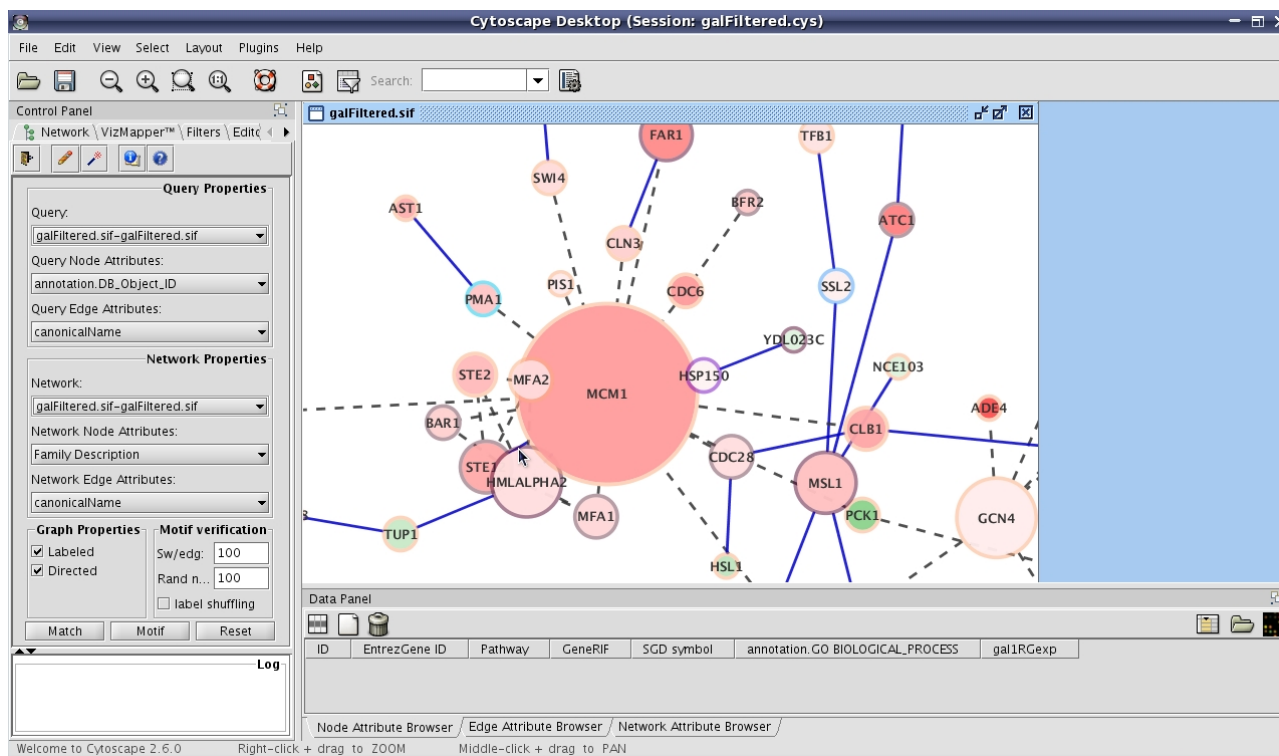 Cytoscape Desktop (Session: galFiltered.cys)
File Edit View Select Layout Plugins Help
Search:
Control Panel
Network VizMapper™ Filters Edito
Query Properties
Query:
galFiltered.sif-galFiltered.sif
Query Node Attributes:
annotation.DB_Object_ID
Query Edge Attributes:
canonicalName
Network Properties
Network:
galFiltered.sif-galFiltered.sif
Network Node Attributes:
Family Description
Network Edge Attributes:
canonicalName
Graph Properties Motif verification
Labeled Sw/edg: 100
Directed Rand n... 100
label shuffling
Match Motif Reset
Log
galFiltered.sif
FAR1 TFB1
SWI4
AST1 BFR2
ATC1
CLN3
PIS1 CDC6 SSL2
PMA1
YDL023C
STE2 MFA2 HSP150 NCE103
MCM1
ADE4
BAR1 CLB1
STE1 CDC28
HMLALPHA2 MSL1
MFA1 PCK1 GCN4
TUP1
HSL1
Data Panel
ID EntrezGene ID Pathway GeneRIF SGD symbol annotation.GO BIOLOGICAL_PROCESS gal1RGexp
Node Attribute Browser Edge Attribute Browser Network Attribute Browser
Welcome to Cytoscape 2.6.0 Right-click + drag to ZOOM Middle-click + drag to PAN